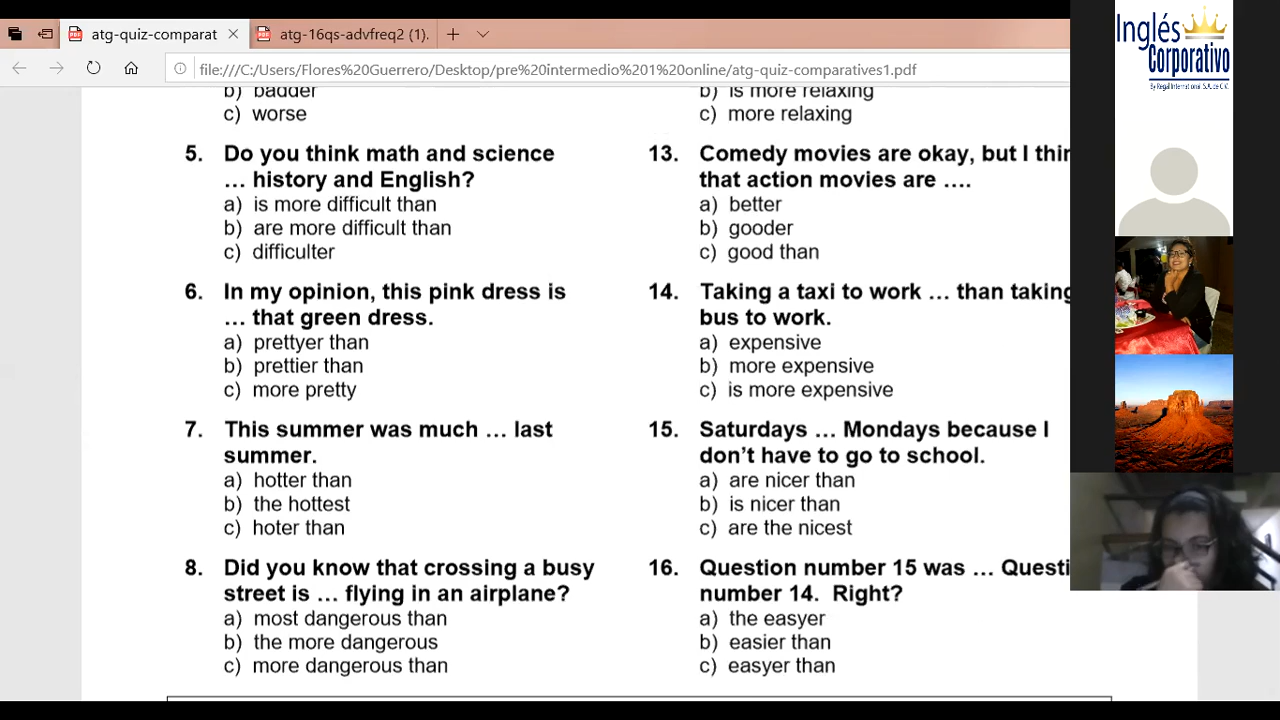 atg-quiz-comparat
atg-16qs-advfreq2 (1).
file:///C:/Users/Flores%20Guerrero/Desktop/pre%20intermedio%201%20online/atg-quiz-comparatives1.pdf
Inglés
Corporativo
By Regal International, S.A. de C.V.
b) badder
c) worse
5. Do you think math and science
… history and English?
a) is more difficult than
b) are more difficult than
c) difficulter
6. In my opinion, this pink dress is
… that green dress.
a) prettyer than
b) prettier than
c) more pretty
7. This summer was much … last
summer.
a) hotter than
b) the hottest
c) hoter than
8. Did you know that crossing a busy
street is … flying in an airplane?
a) most dangerous than
b) the more dangerous
c) more dangerous than
b) is more relaxing
c) more relaxing
13. Comedy movies are okay, but I thin
that action movies are ….
a) better
b) gooder
c) good than
14. Taking a taxi to work … than taking
bus to work.
a) expensive
b) more expensive
c) is more expensive
15. Saturdays … Mondays because I
don’t have to go to school.
a) are nicer than
b) is nicer than
c) are the nicest
16. Question number 15 was … Questi
number 14. Right?
a) the easyer
b) easier than
c) easyer than